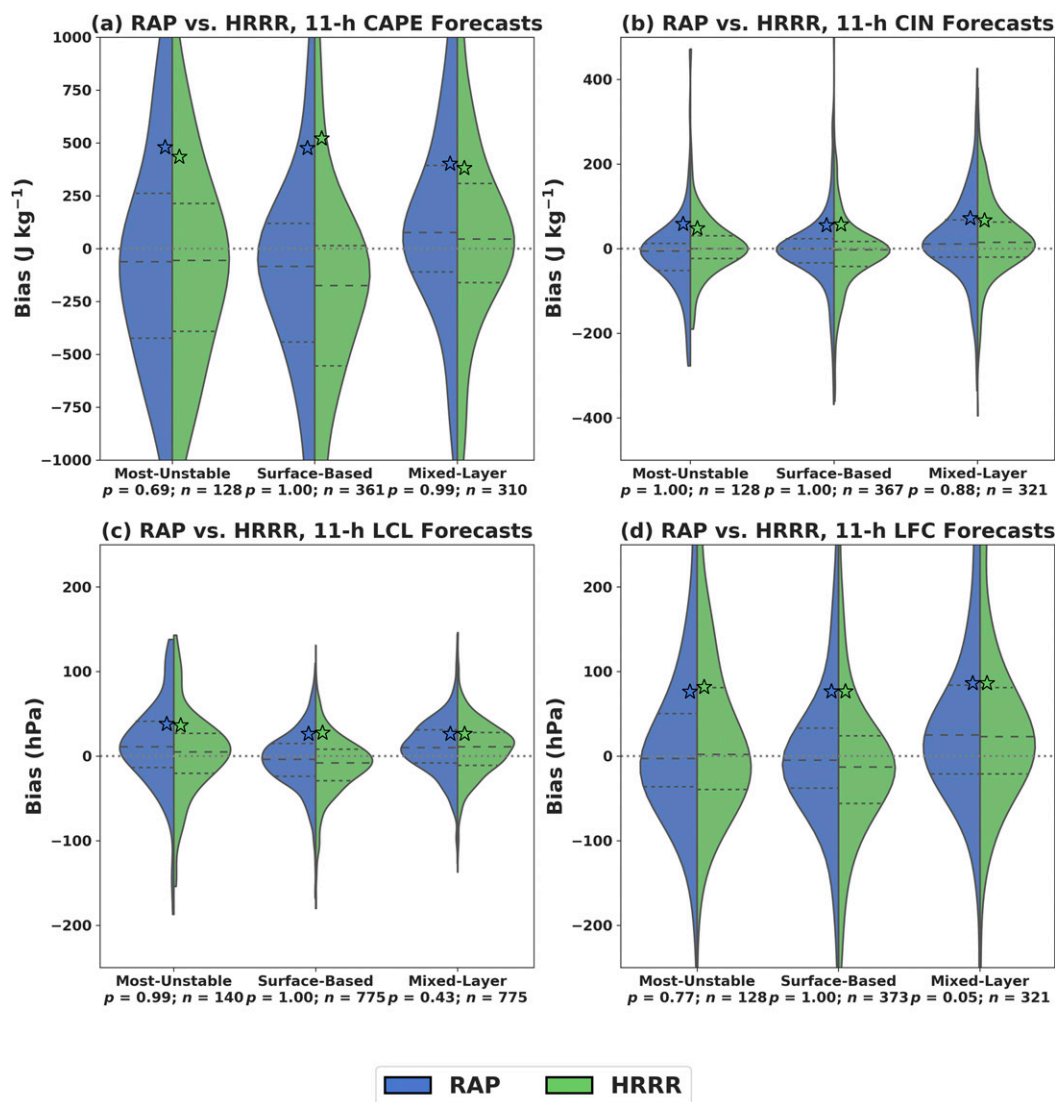 (a) RAP vs. HRRR, 11-h CAPE Forecasts
1000
750
500
250
0
−250
−500
−750
−1000
Bias (J kg⁻¹)
Most-Unstable Surface-Based Mixed-Layer
p = 0.69; n = 128 p = 1.00; n = 361 p = 0.99; n = 310
(b) RAP vs. HRRR, 11-h CIN Forecasts
400
200
0
−200
−400
Bias (J kg⁻¹)
Most-Unstable Surface-Based Mixed-Layer
p = 1.00; n = 128 p = 1.00; n = 367 p = 0.88; n = 321
(c) RAP vs. HRRR, 11-h LCL Forecasts
200
100
0
−100
−200
Bias (hPa)
Most-Unstable Surface-Based Mixed-Layer
p = 0.99; n = 140 p = 1.00; n = 775 p = 0.43; n = 775
(d) RAP vs. HRRR, 11-h LFC Forecasts
200
100
0
−100
−200
Bias (hPa)
Most-Unstable Surface-Based Mixed-Layer
p = 0.77; n = 128 p = 1.00; n = 373 p = 0.05; n = 321
RAP HRRR